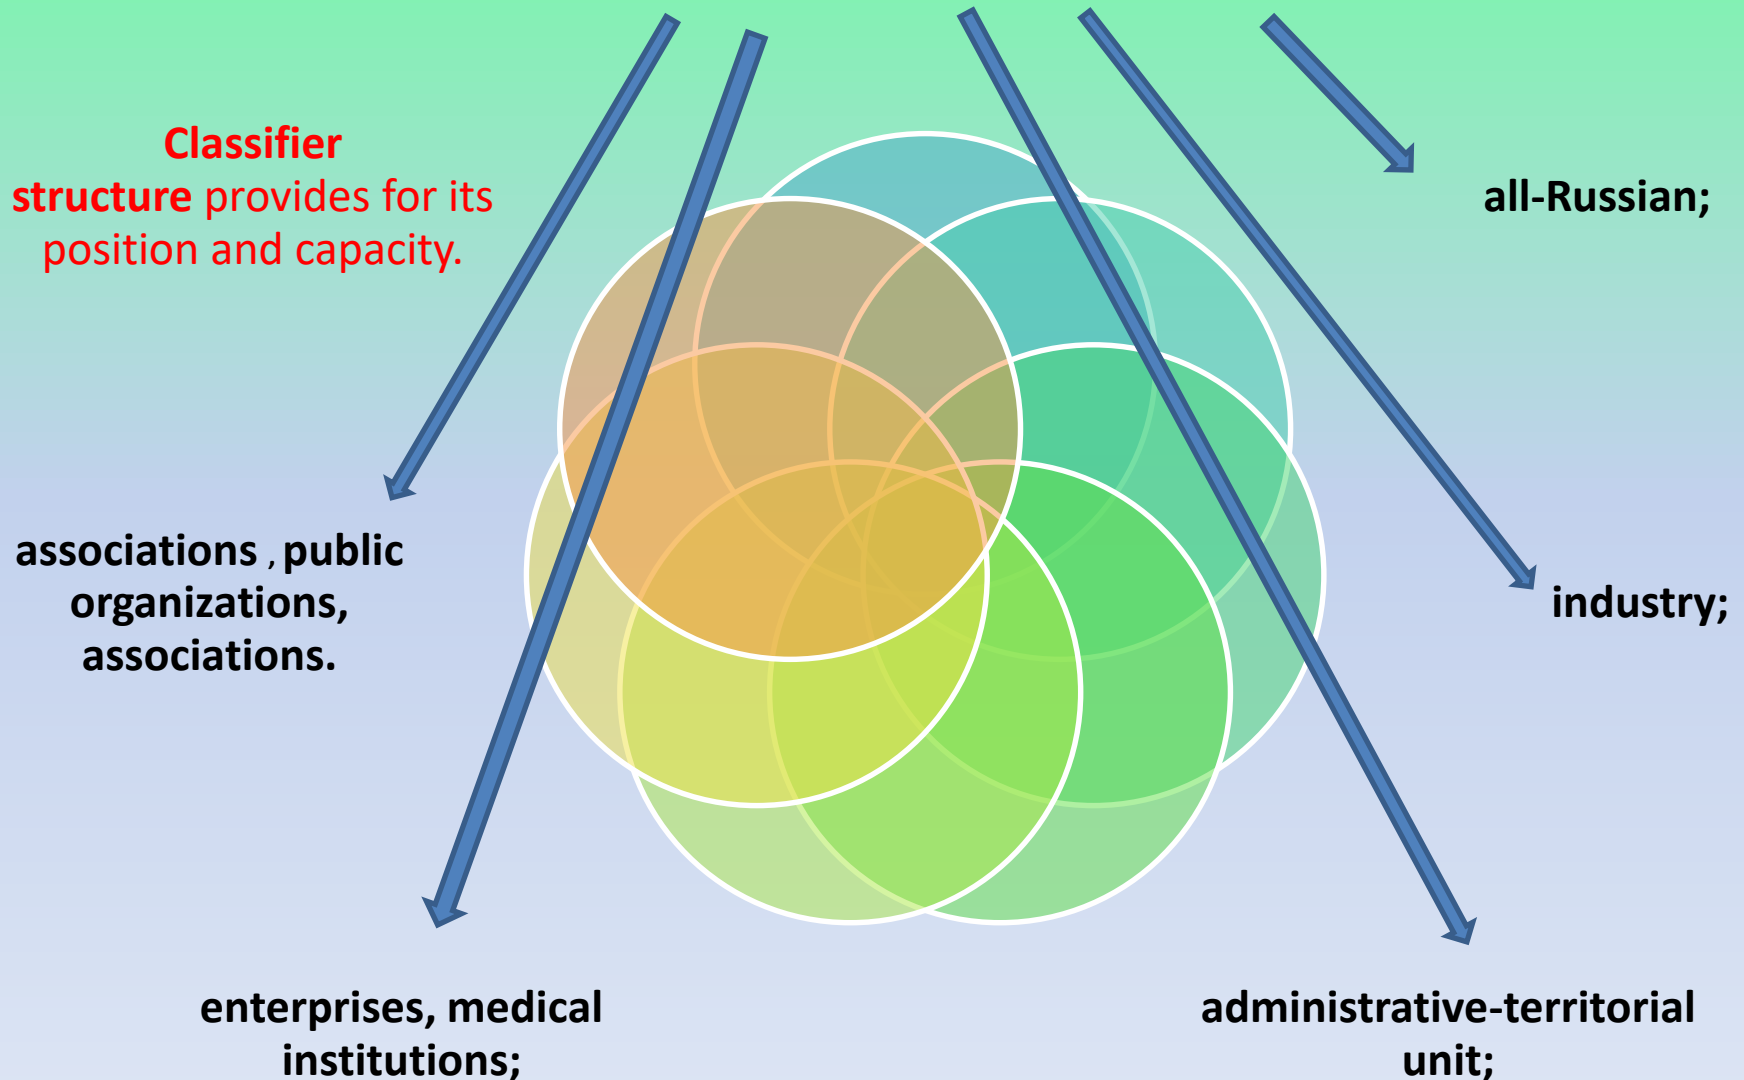 Classifier
structure provides for its
position and capacity.
all-Russian;
associations , public
organizations,
associations.
industry;
enterprises, medical
institutions;
administrative-territorial
unit;